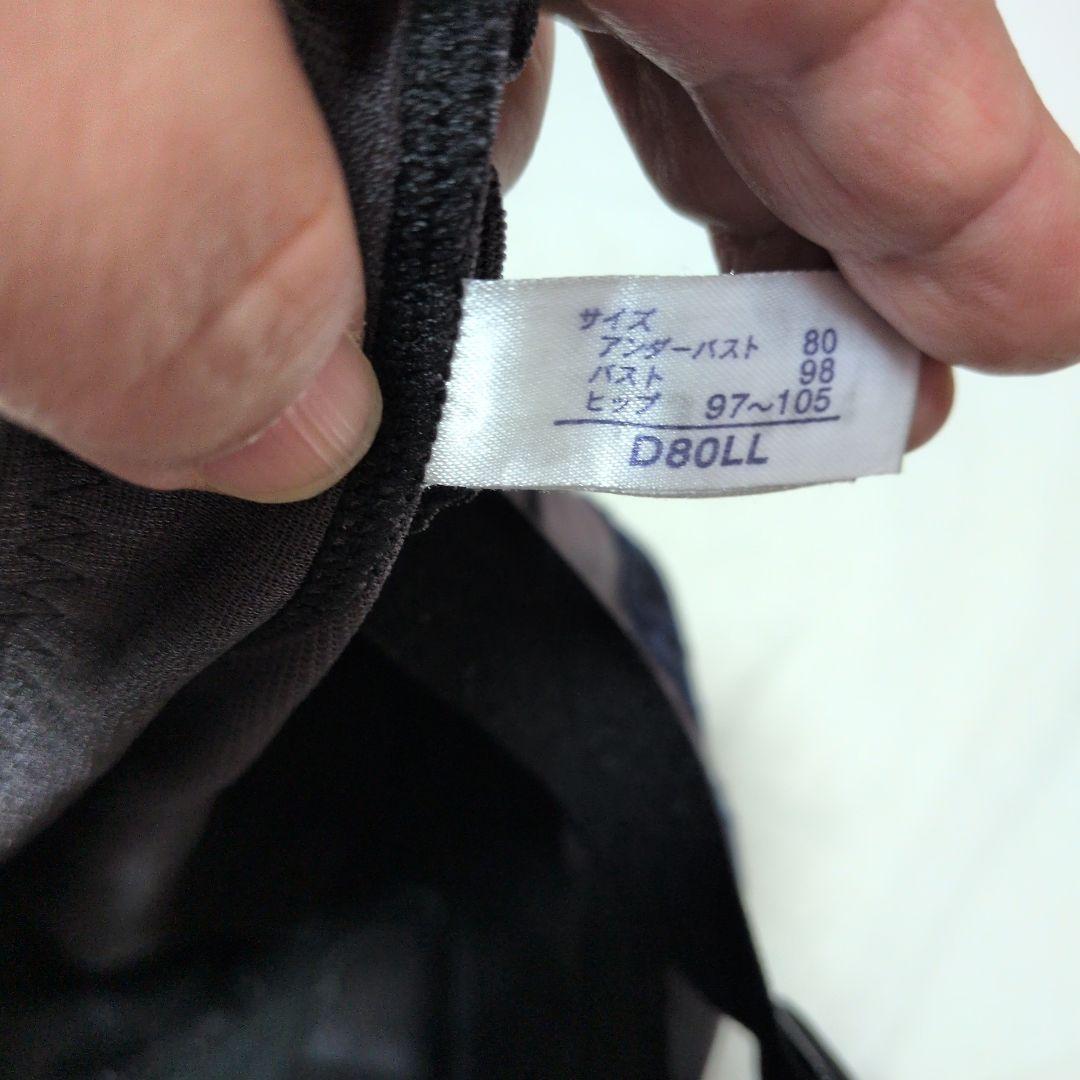 サイズ
アンダーバスト 80
バスト 98
ヒップ 97~105
D80LL